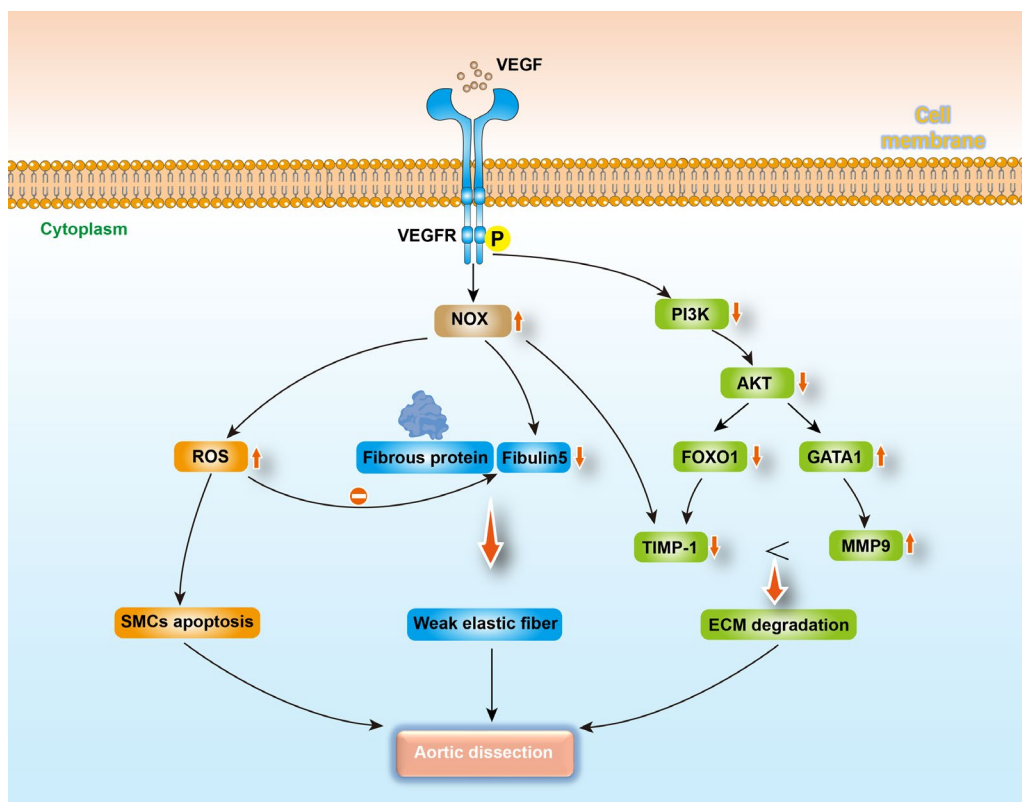 VEGF
Cell
membrane
Cytoplasm
VEGFR
P
NOX
PI3K
AKT
ROS
Fibrous protein
Fibulin5
FOXO1
GATA1
TIMP-1
<
MMP9
SMCs apoptosis
Weak elastic fiber
ECM degradation
Aortic dissection